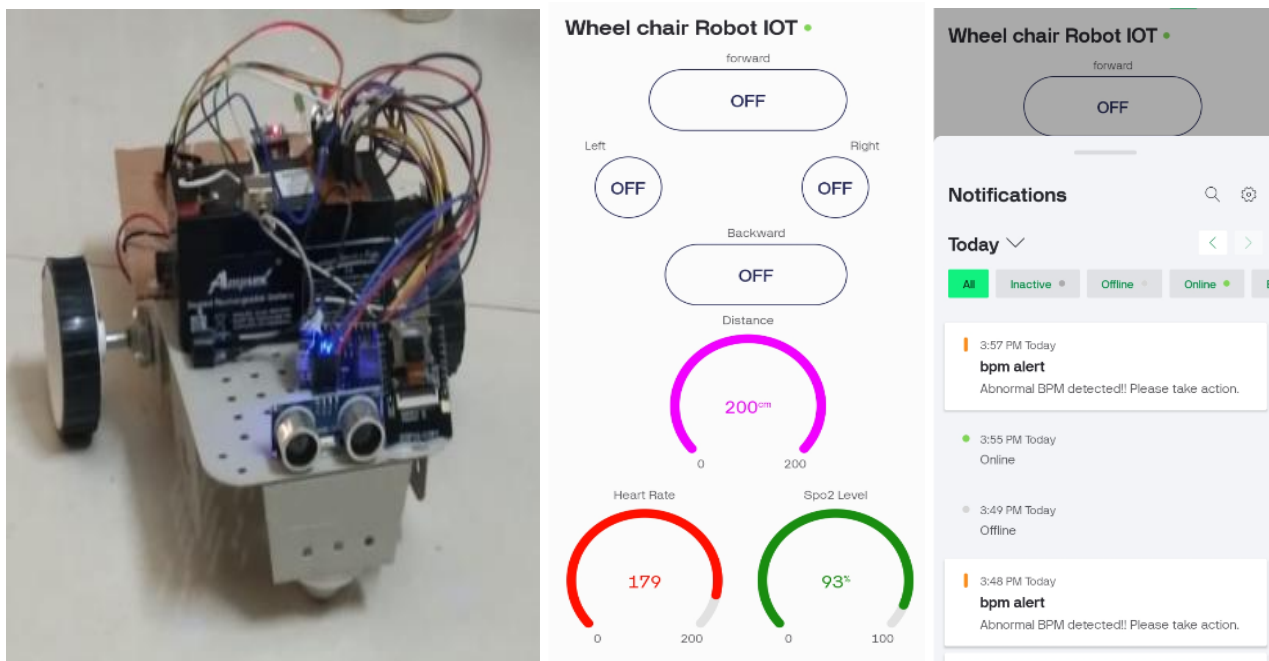 Ampsex
Wheel chair Robot IOT
forward
OFF
Left
Right
OFF
OFF
Backward
OFF
Distance
200cm
0
200
Heart Rate
Spo2 Level
179
93%
0
200
0
100
Wheel chair Robot IOT
forward
OFF
Notifications
Today
All
Inactive
Offline
Online
3:57 PM Today
bpm alert
Abnormal BPM detected!! Please take action.
3:55 PM Today
Online
3:49 PM Today
Offline
3:48 PM Today
bpm alert
Abnormal BPM detected!! Please take action.